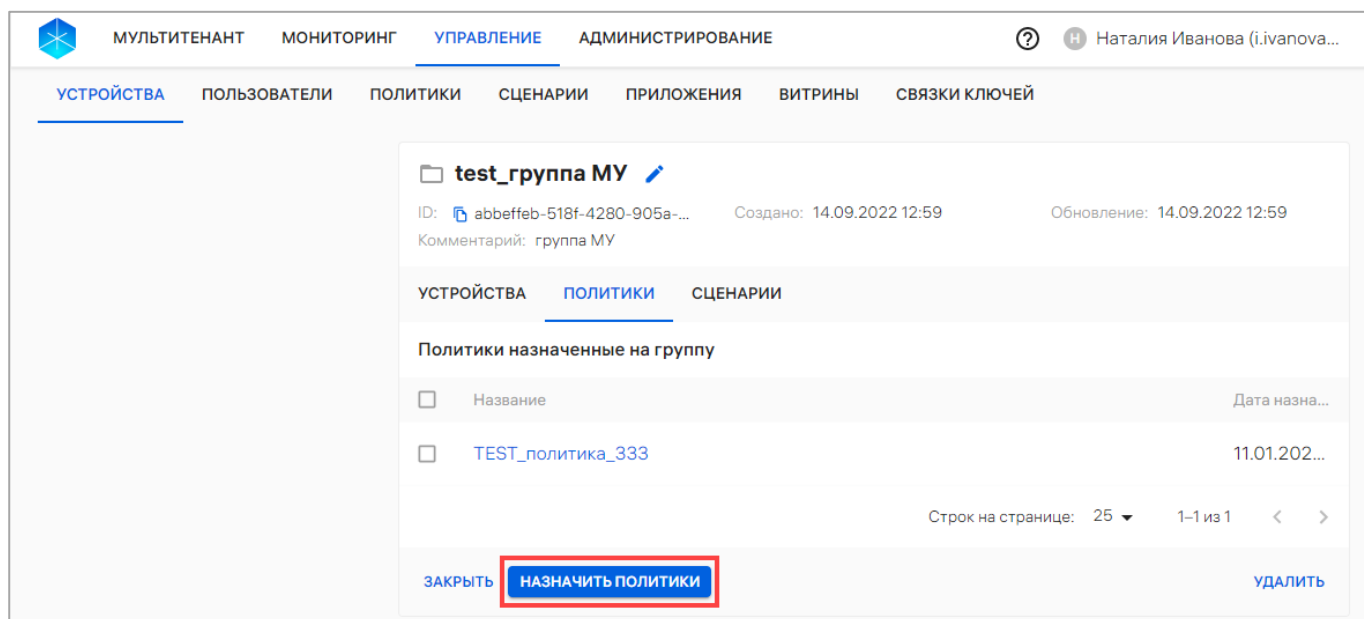 МУЛЬТИТЕНАНТ МОНИТОРИНГ УПРАВЛЕНИЕ АДМИНИСТРИРОВАНИЕ ? Н Наталия Иванова (i.ivanova...
УСТРОЙСТВА ПОЛЬЗОВАТЕЛИ ПОЛИТИКИ СЦЕНАРИИ ПРИЛОЖЕНИЯ ВИТРИНЫ СВЯЗКИ КЛЮЧЕЙ
test_группа МУ
ID: abbeffeb-518f-4280-905a-... Создано: 14.09.2022 12:59 Обновление: 14.09.2022 12:59
Комментарий: группа МУ
УСТРОЙСТВА ПОЛИТИКИ СЦЕНАРИИ
Политики назначенные на группу
Название Дата назна...
TEST_политика_333 11.01.202...
Строк на странице: 25 1–1 из 1
ЗАКРЫТЬ НАЗНАЧИТЬ ПОЛИТИКИ УДАЛИТЬ